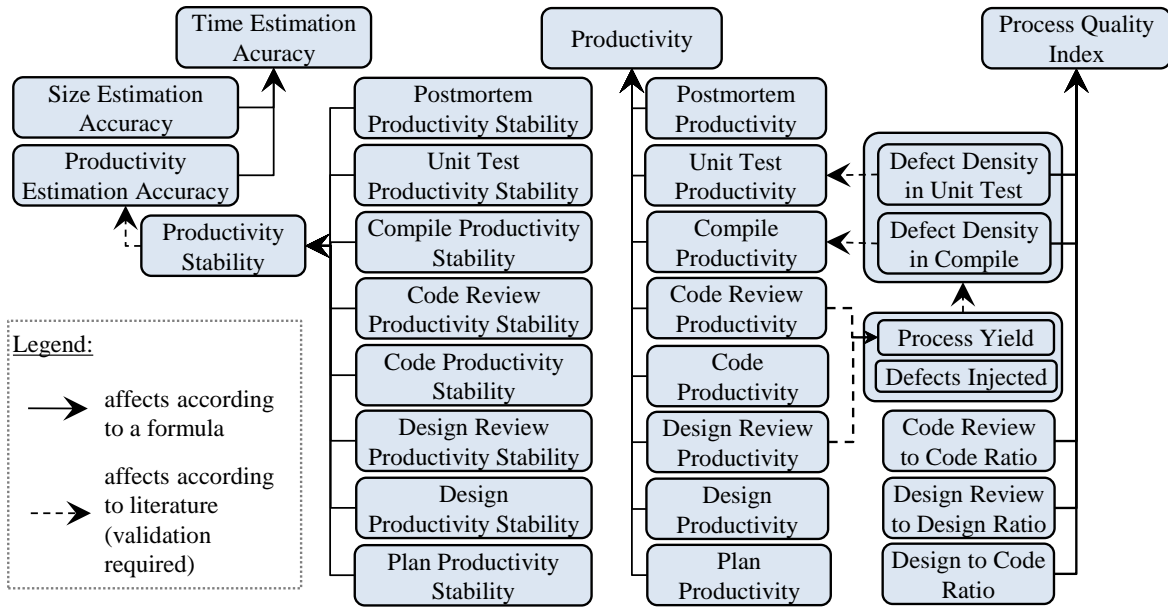 Time Estimation
Acuracy
Productivity
Process Quality
Index
Size Estimation
Accuracy
Productivity
Estimation Accuracy
Productivity
Stability
Postmortem
Productivity Stability
Unit Test
Productivity Stability
Compile Productivity
Stability
Code Review
Productivity Stability
Code Productivity
Stability
Design Review
Productivity Stability
Design
Productivity Stability
Plan Productivity
Stability
Postmortem
Productivity
Unit Test
Productivity
Compile
Productivity
Code Review
Productivity
Code
Productivity
Design Review
Productivity
Design
Productivity
Plan
Productivity
Defect Density
in Unit Test
Defect Density
in Compile
Process Yield
Defects Injected
Code Review
to Code Ratio
Design Review
to Design Ratio
Design to Code
Ratio
Legend:
affects according
to a formula
affects according
to literature
(validation
required)